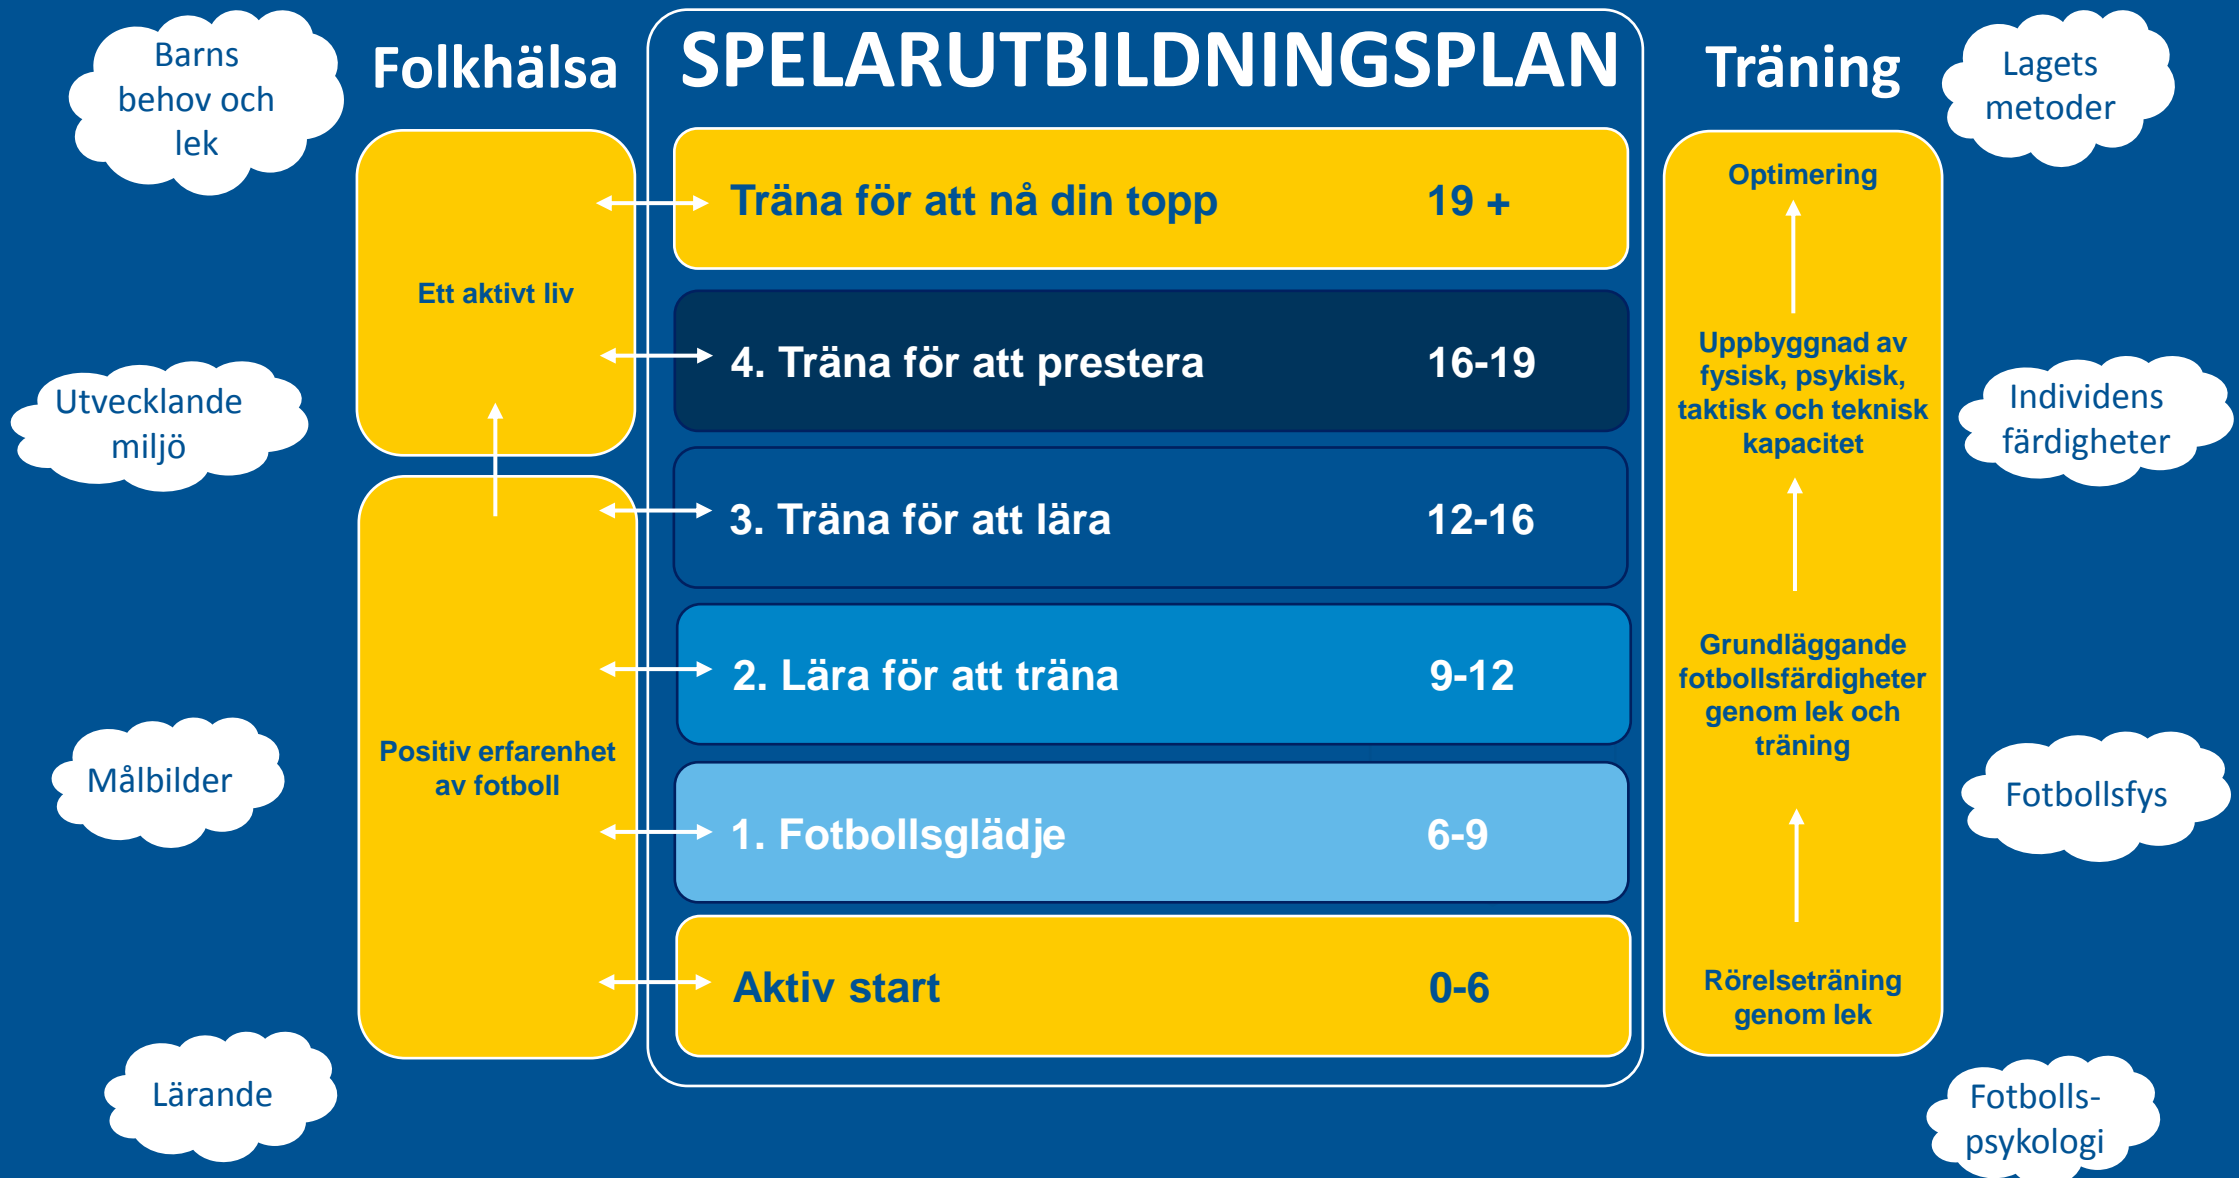 Barns
behov och
lek
Utvecklande
miljö
Målbilder
Lärande
Folkhälsa
Ett aktivt liv
Positiv erfarenhet
av fotboll
SPELARUTBILDNINGSPLAN
Träna för att nå din topp 19 +
4. Träna för att prestera 16-19
3. Träna för att lära 12-16
2. Lära för att träna 9-12
1. Fotbollsglädje 6-9
Aktiv start 0-6
Träning
Optimering
Uppbyggnad av
fysisk, psykisk,
taktisk och teknisk
kapacitet
Grundläggande
fotbollsfärdigheter
genom lek och
träning
Rörelseträning
genom lek
Lagets
metoder
Individens
färdigheter
Fotbollsfys
Fotbolls-
psykologi